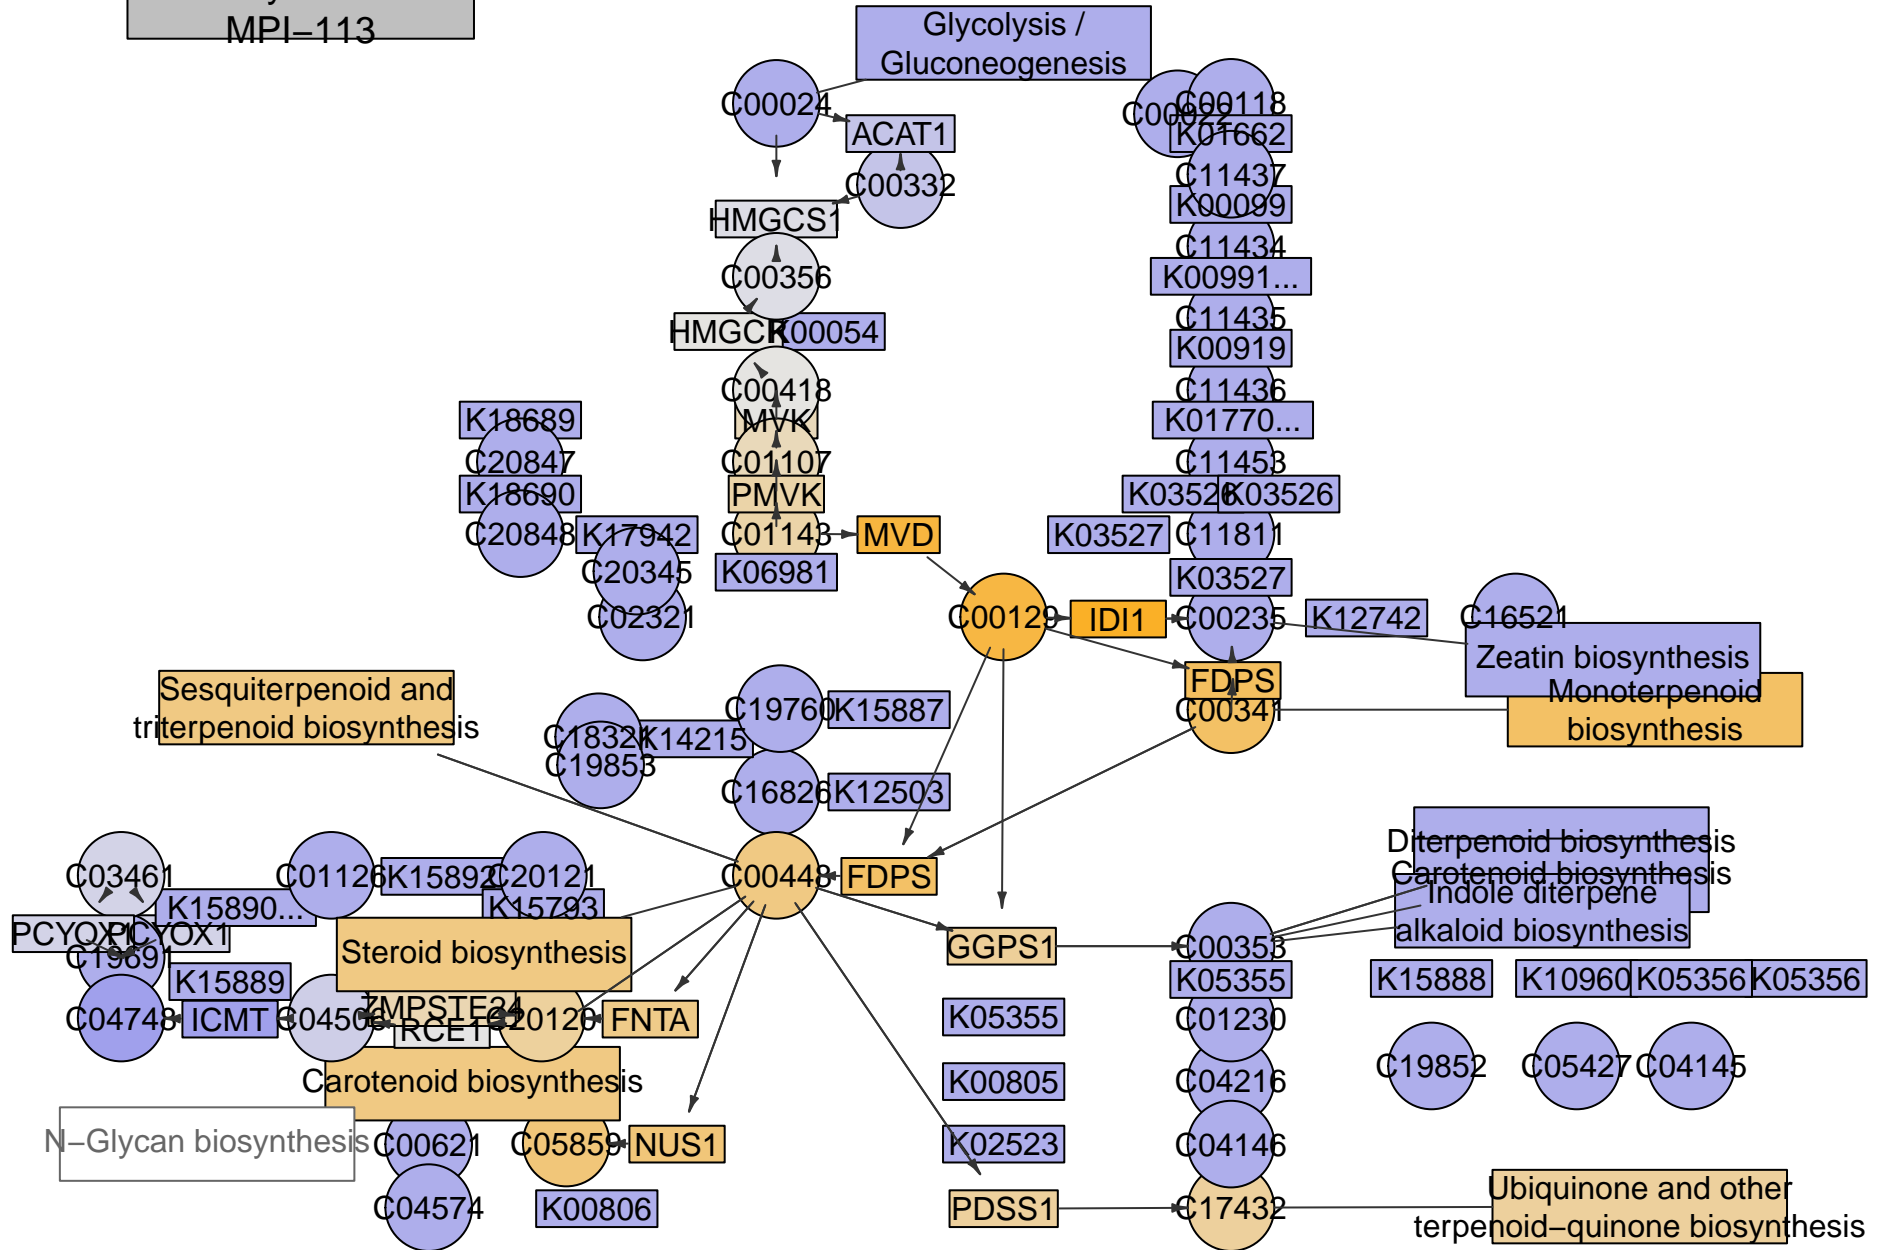 MPI−113
Glycolysis /
Gluconeogenesis
C00024
C00118
C00022
ACAT1
K01662
C11437
C00332
K00099
HMGCS1
C11434
C00356
K00991...
C11435
HMGCR
K00054
K00919
C00418
C11436
K18689
MVK
K01770...
C20847
C01107
C11453
K18690
PMVK
K03526
K03526
C20848
K17942
C01143
MVD
K03527
C11811
C20345
K06981
K03527
C02321
C00129
IDI1
C00235
K12742
C16521
Zeatin biosynthesis
Sesquiterpenoid and
triterpenoid biosynthesis
FDPS
Monoterpenoid
biosynthesis
C19760
K15887
C00341
C18324
K14215
C19853
C16826
K12503
Diterpenoid biosynthesis
Carotenoid biosynthesis
C03461
C01126
K15892
C20121
C00448
FDPS
Indole diterpene
alkaloid biosynthesis
K15890...
K15793
PCYOX1
PCYOX1
C19691
Steroid biosynthesis
GGPS1
C00353
K15889
K05355
K15888
K10960
K05356
K05356
C04748
ICMT
C04506
ZMPSTE24
RCE1
C20120
FNTA
K05355
C01230
C19852
C05427
C04145
Carotenoid biosynthesis
K00805
C04216
N−Glycan biosynthesis
C00621
C05859
NUS1
K02523
C04146
C04574
K00806
PDSS1
C17432
Ubiquinone and other
terpenoid−quinone biosynthesis